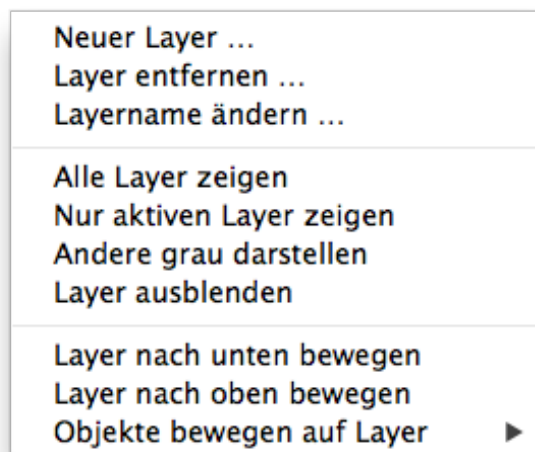 Neuer Layer …
Layer entfernen …
Layername ändern …
Alle Layer zeigen
Nur aktiven Layer zeigen
Andere grau darstellen
Layer ausblenden
Layer nach unten bewegen
Layer nach oben bewegen
Objekte bewegen auf Layer